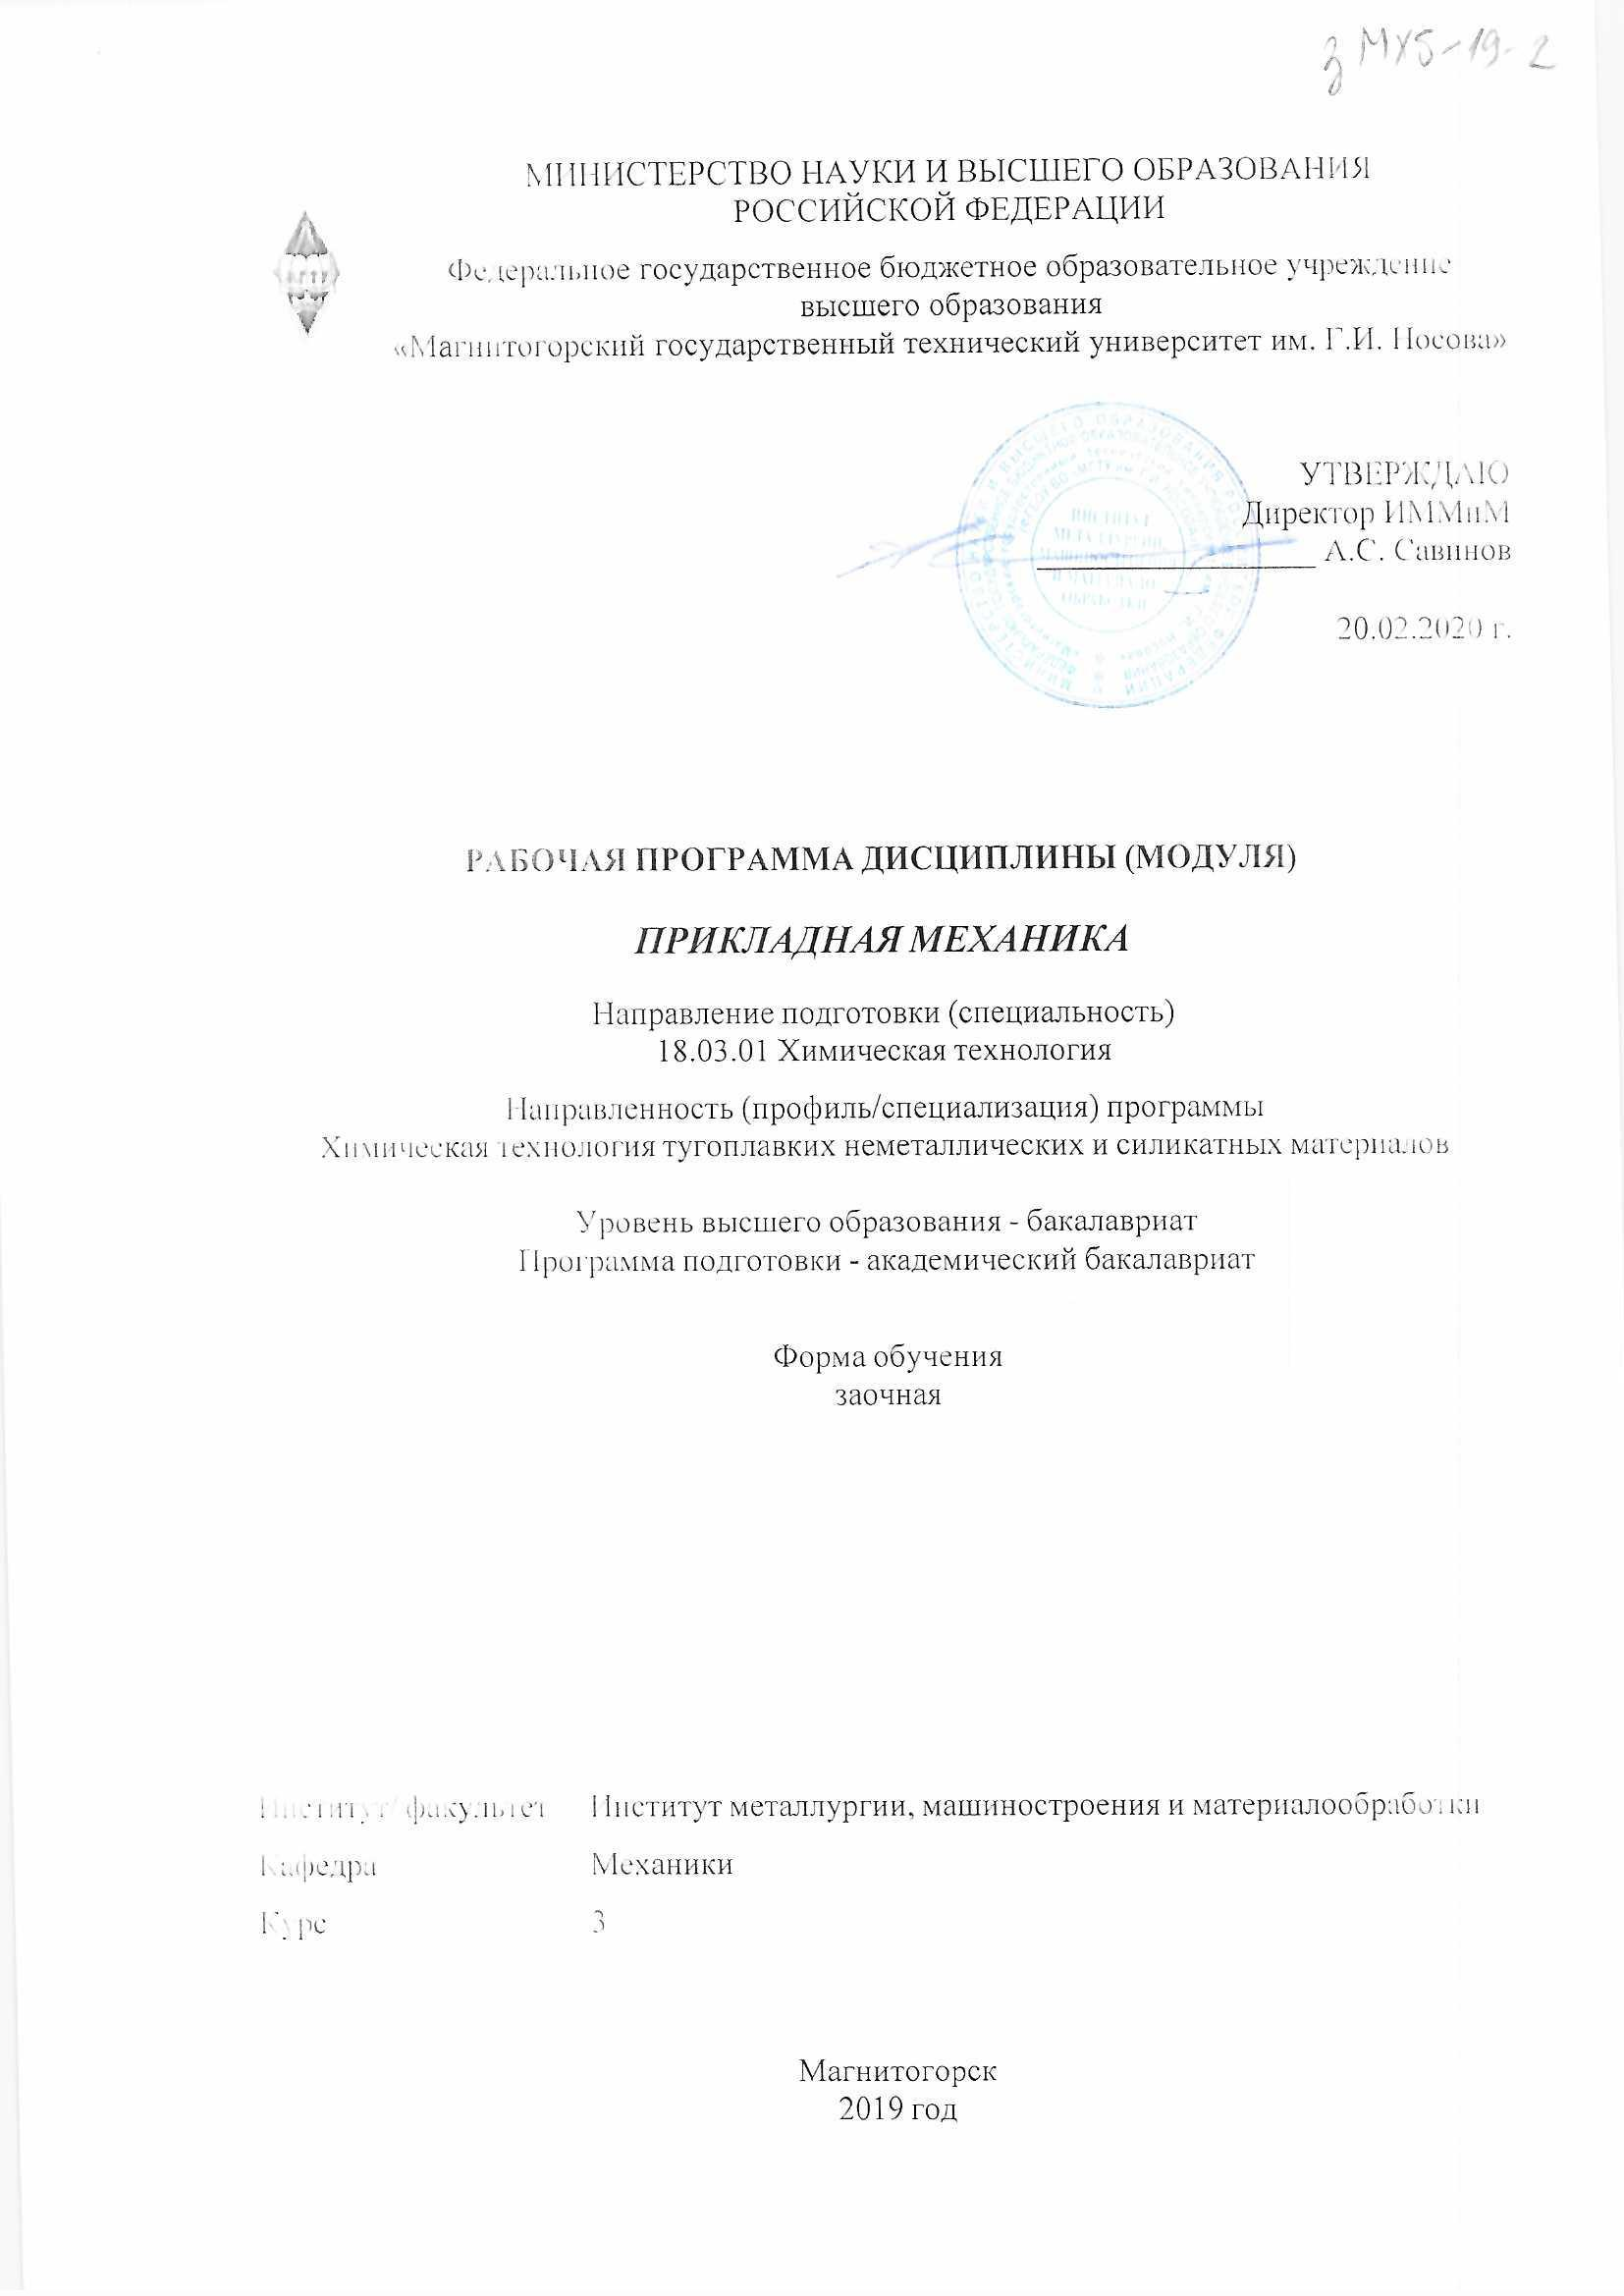 з МХБ-19-2
МИНИСТЕРСТВО НАУКИ И ВЫСШЕГО ОБРАЗОВАНИЯ
РОССИЙСКОЙ ФЕДЕРАЦИИ
Федеральное государственное бюджетное образовательное учреждение
высшего образования
«Магнитогорский государственный технический университет им. Г.И. Носова»
УТВЕРЖДАЮ
Директор ИММиМ
А.С. Савинов
20.02.2020 г.
РАБОЧАЯ ПРОГРАММА ДИСЦИПЛИНЫ (МОДУЛЯ)
ПРИКЛАДНАЯ МЕХАНИКА
Направление подготовки (специальность)
18.03.01 Химическая технология
Направленность (профиль/специализация) программы
Химическая технология тугоплавких неметаллических и силикатных материалов
Уровень высшего образования - бакалавриат
Программа подготовки - академический бакалавриат
Форма обучения
заочная
Институт/ факультет Институт металлургии, машиностроения и материалообработки
Кафедра Механики
Курс 3
Магнитогорск
2019 год